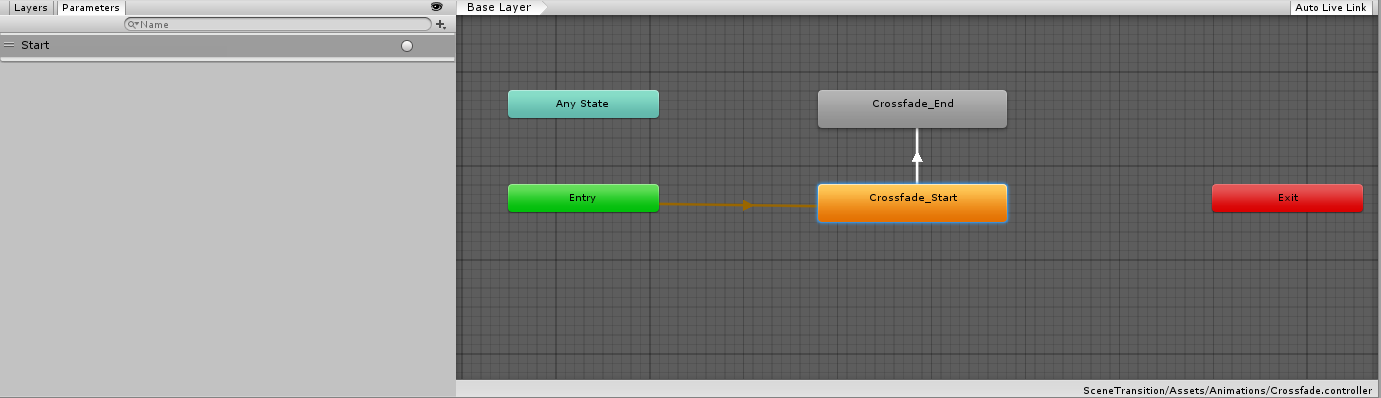 Layers Parameters
Name
Start
Base Layer
Auto Live Link
Any State
Crossfade_End
Entry
Crossfade_Start
Exit
SceneTransition/Assets/Animations/Crossfade.controller